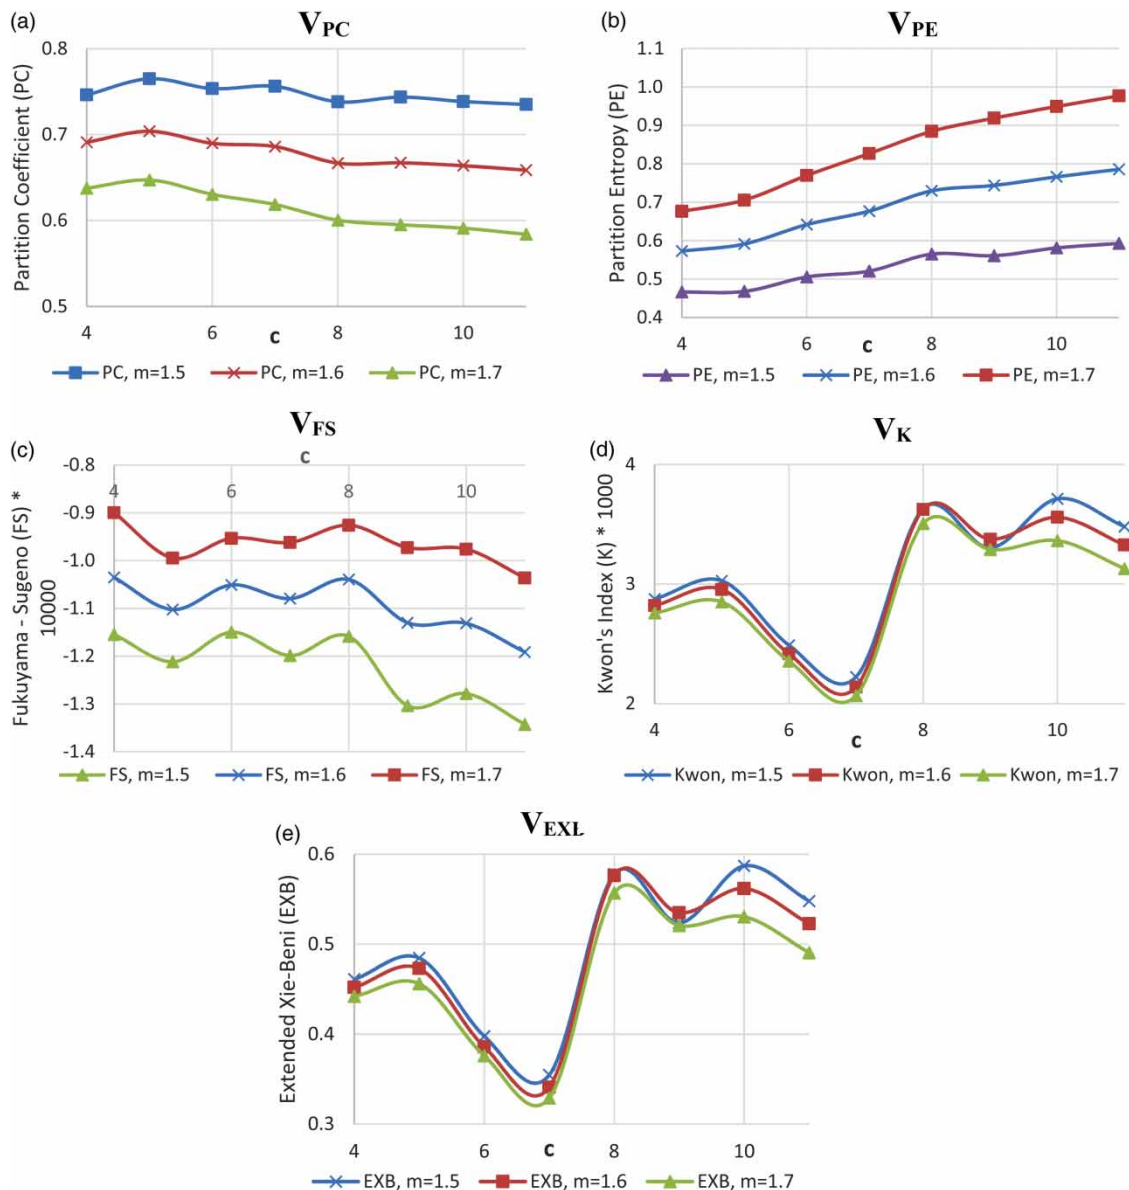 (a) V_PC
Partition Coefficient (PC)
0.8
0.7
0.6
0.5
4 6 8 10
c
PC, m=1.5 PC, m=1.6 PC, m=1.7
(b) V_PE
Partition Entropy (PE)
1.1
1.0
0.9
0.8
0.7
0.6
0.5
0.4
4 6 8 10
c
PE, m=1.5 PE, m=1.6 PE, m=1.7
(c) V_FS
c
Fukuyama - Sugeno (FS) *
10000
-0.8
4 6 8 10
-0.9
-1.0
-1.1
-1.2
-1.3
-1.4
FS, m=1.5 FS, m=1.6 FS, m=1.7
(d) V_K
Kwon's Index (K) * 1000
4
3
2
4 6 8 10
c
Kwon, m=1.5 Kwon, m=1.6 Kwon, m=1.7
(e)
Extended Xie-Beni (EXB)
0.6
0.5
0.4
0.3
4 6 8 10
c
EXB, m=1.5 EXB, m=1.6 EXB, m=1.7